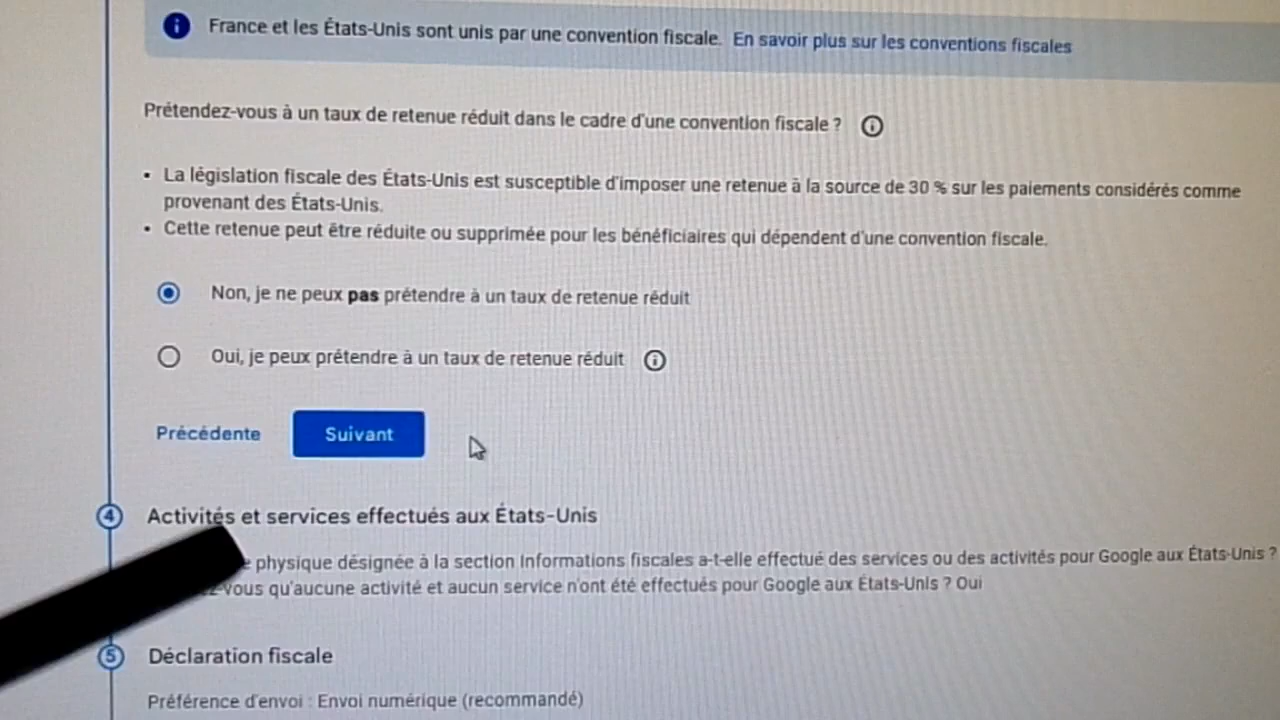 France et les États-Unis sont unis par une convention fiscale. En savoir plus sur les conventions fiscales
Prétendez-vous à un taux de retenue réduit dans le cadre d'une convention fiscale ?
• La législation fiscale des États-Unis est susceptible d'imposer une retenue à la source de 30 % sur les paiements considérés comme
provenant des États-Unis.
• Cette retenue peut être réduite ou supprimée pour les bénéficiaires qui dépendent d'une convention fiscale.
Non, je ne peux pas prétendre à un taux de retenue réduit
Oui, je peux prétendre à un taux de retenue réduit
Précédente Suivant
4 Activités et services effectués aux États-Unis
physique désignée à la section Informations fiscales a-t-elle effectué des services ou des activités pour Google aux États-Unis ?
-vous qu'aucune activité et aucun service n'ont été effectués pour Google aux États-Unis ? Oui
5 Déclaration fiscale
Préférence d'envoi : Envoi numérique (recommandé)